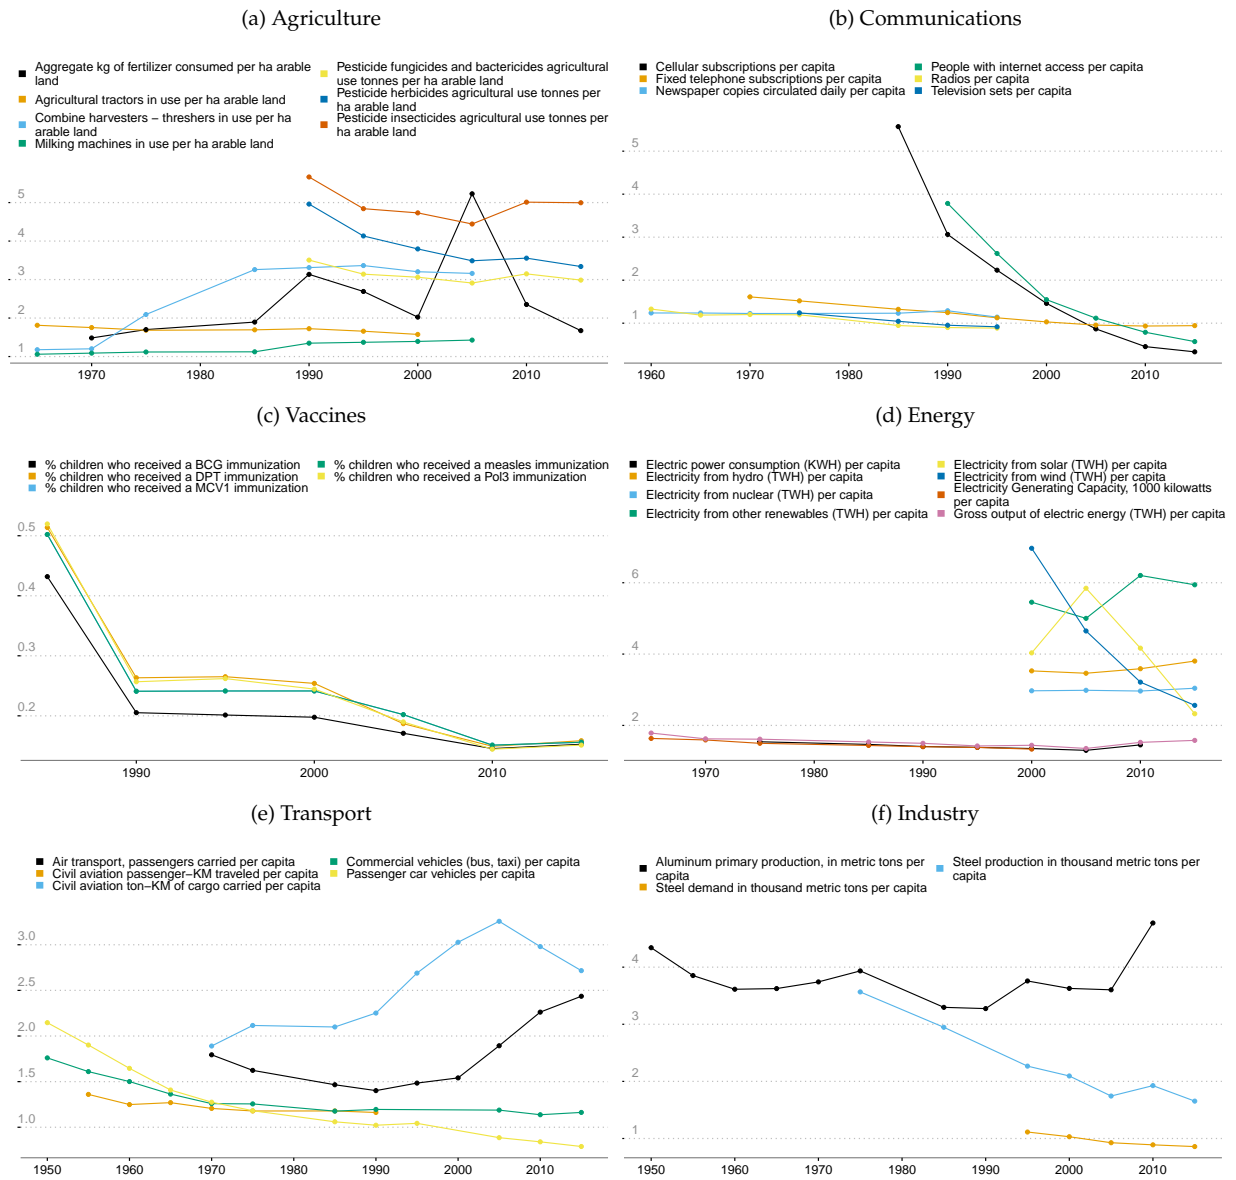 (a) Agriculture
Aggregate kg of fertilizer consumed per ha arable
land
Agricultural tractors in use per ha arable land
Combine harvesters – threshers in use per ha
arable land
Milking machines in use per ha arable land
Pesticide fungicides and bactericides agricultural
use tonnes per ha arable land
Pesticide herbicides agricultural use tonnes per
ha arable land
Pesticide insecticides agricultural use tonnes per
ha arable land
5
4
3
2
1
1970 1980 1990 2000 2010
(b) Communications
Cellular subscriptions per capita
Fixed telephone subscriptions per capita
Newspaper copies circulated daily per capita
People with internet access per capita
Radios per capita
Television sets per capita
5
4
3
2
1
1960 1970 1980 1990 2000 2010
(c) Vaccines
% children who received a BCG immunization
% children who received a DPT immunization
% children who received a MCV1 immunization
% children who received a measles immunization
% children who received a Pol3 immunization
0.5
0.4
0.3
0.2
1990 2000 2010
(d) Energy
Electric power consumption (KWH) per capita
Electricity from hydro (TWH) per capita
Electricity from nuclear (TWH) per capita
Electricity from other renewables (TWH) per capita
Electricity from solar (TWH) per capita
Electricity from wind (TWH) per capita
Electricity Generating Capacity, 1000 kilowatts
per capita
Gross output of electric energy (TWH) per capita
6
4
2
1970 1980 1990 2000 2010
(e) Transport
Air transport, passengers carried per capita
Civil aviation passenger–KM traveled per capita
Civil aviation ton–KM of cargo carried per capita
Commercial vehicles (bus, taxi) per capita
Passenger car vehicles per capita
3.0
2.5
2.0
1.5
1.0
1950 1960 1970 1980 1990 2000 2010
(f) Industry
Aluminum primary production, in metric tons per
capita
Steel demand in thousand metric tons per capita
Steel production in thousand metric tons per
capita
4
3
2
1
1950 1960 1970 1980 1990 2000 2010